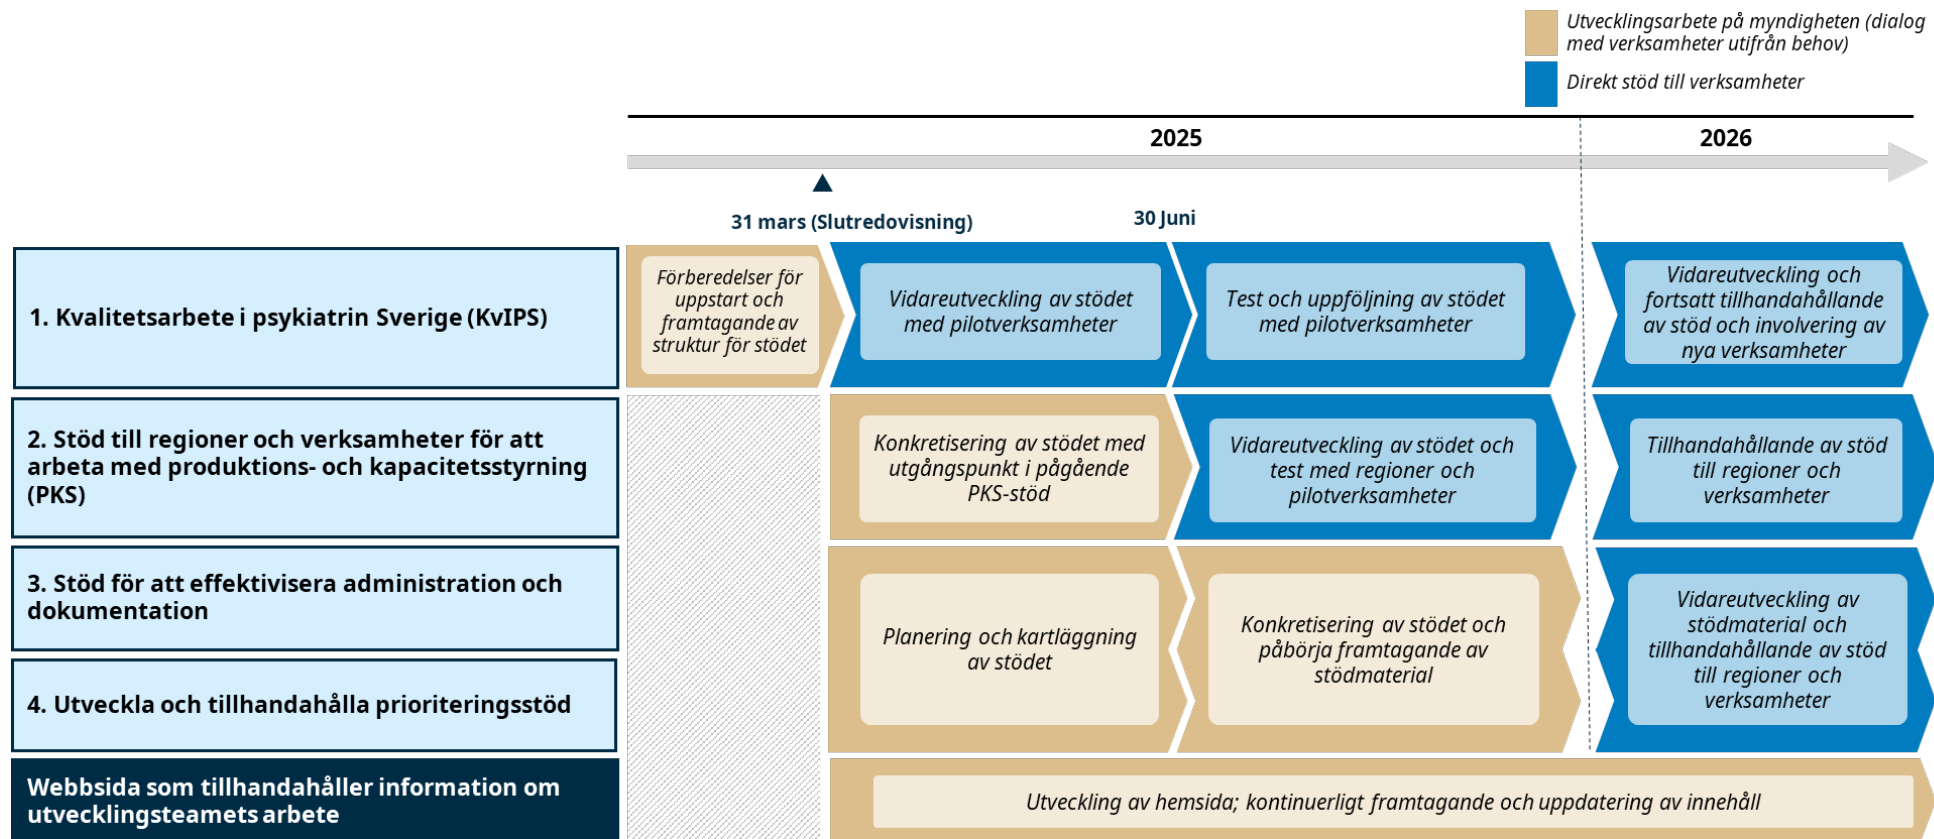 Utvecklingsarbete på myndigheten (dialog
med verksamheter utifrån behov)
Direkt stöd till verksamheter
2025
2026
31 mars (Slutredovisning)
30 Juni
1. Kvalitetsarbete i psykiatrin Sverige (KvIPS)
Förberedelser för
uppstart och
framtagande av
struktur för stödet
Vidareutveckling av stödet
med pilotverksamheter
Test och uppföljning av stödet
med pilotverksamheter
Vidareutveckling och
fortsatt tillhandahållande
av stöd och involvering av
nya verksamheter
2. Stöd till regioner och verksamheter för att
arbeta med produktions- och kapacitetsstyrning
(PKS)
Konkretisering av stödet med
utgångspunkt i pågående
PKS-stöd
Vidareutveckling av stödet och
test med regioner och
pilotverksamheter
Tillhandahållande av stöd
till regioner och
verksamheter
3. Stöd för att effektivisera administration och
dokumentation
4. Utveckla och tillhandahålla prioriteringsstöd
Planering och kartläggning
av stödet
Konkretisering av stödet och
påbörja framtagande av
stödmaterial
Vidareutveckling av
stödmaterial och
tillhandahållande av stöd
till regioner och
verksamheter
Webbsida som tillhandahåller information om
utvecklingsteamets arbete
Utveckling av hemsida; kontinuerligt framtagande och uppdatering av innehåll